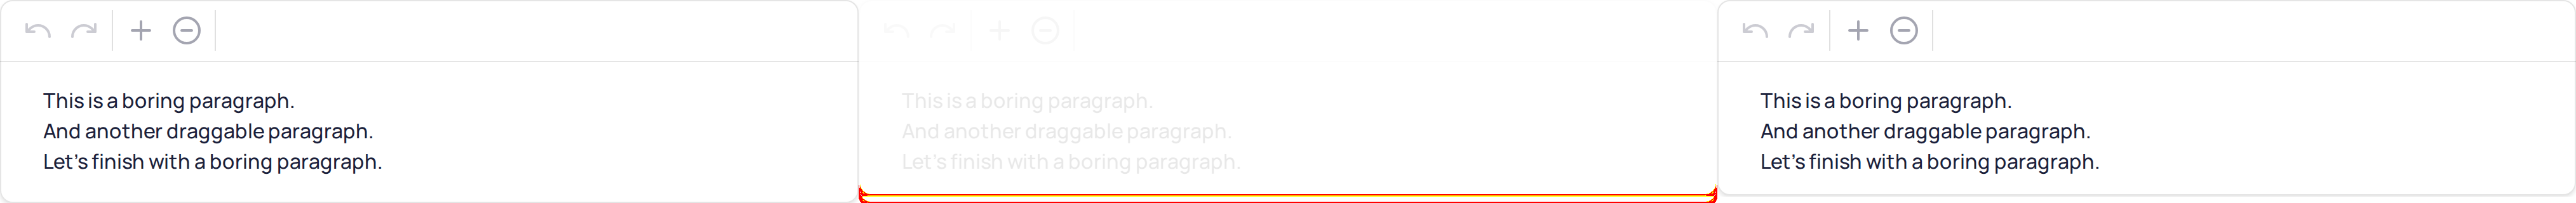 This is a boring paragraph.
And another draggable paragraph.
Let's finish with a boring paragraph.
This is a boring paragraph.
And another draggable paragraph.
Let's finish with a boring paragraph.
This is a boring paragraph.
And another draggable paragraph.
Let's finish with a boring paragraph.